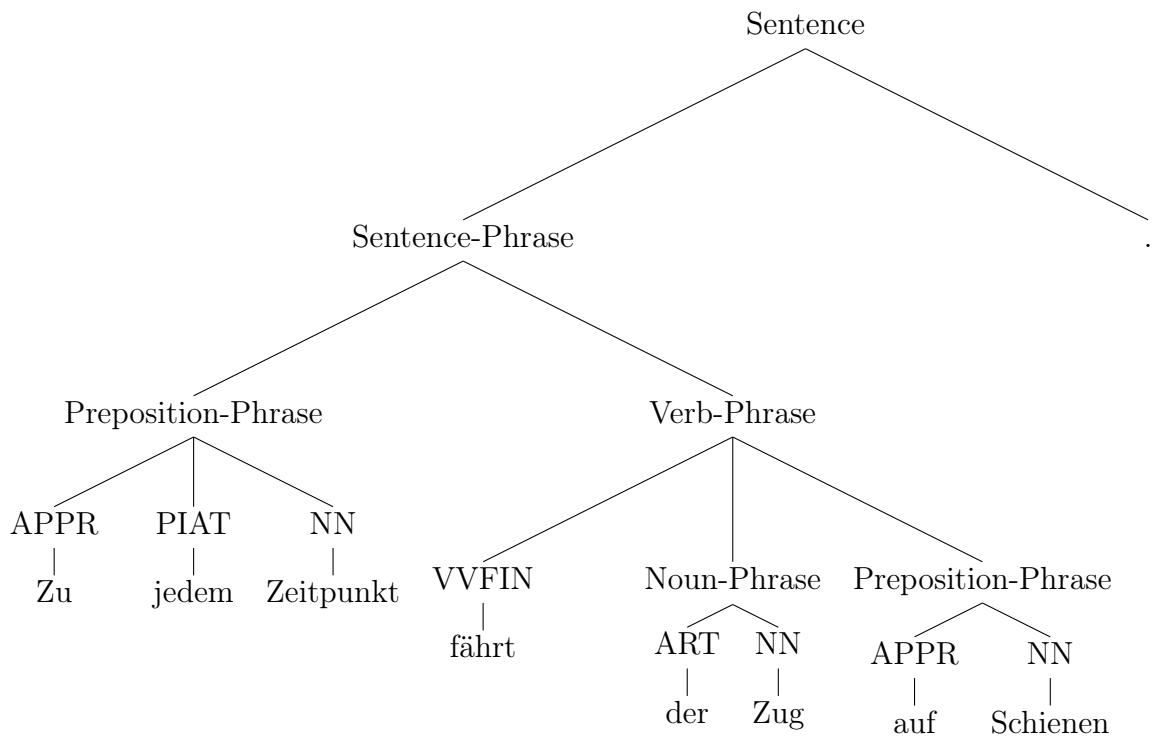 Sentence
Sentence-Phrase .
Preposition-Phrase Verb-Phrase
APPR PIAT NN
VVFIN Noun-Phrase Preposition-Phrase
Zu jedem Zeitpunkt
fährt ART NN APPR NN
der Zug auf Schienen